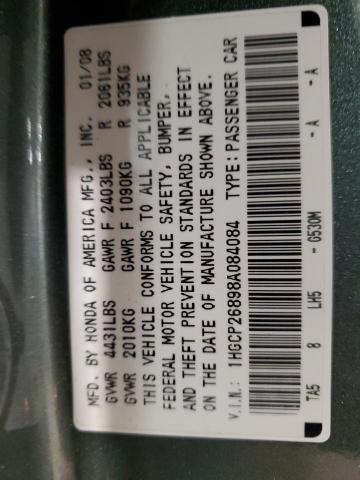 MFD. BY HONDA OF AMERICA MFG., INC. 01/08
GVWR 4431LBS GAWR F 2403LBS R 2061LBS
GVWR 2010KG GAWR F 1090KG R 935KG
THIS VEHICLE CONFORMS TO ALL APPLICABLE
FEDERAL MOTOR VEHICLE SAFETY, BUMPER,
AND THEFT PREVENTION STANDARDS IN EFFECT
ON THE DATE OF MANUFACTURE SHOWN ABOVE.
V.I.N.: 1HGCP26898A084084 TYPE: PASSENGER CAR
TA5 8 LH5 - G530M - A - A